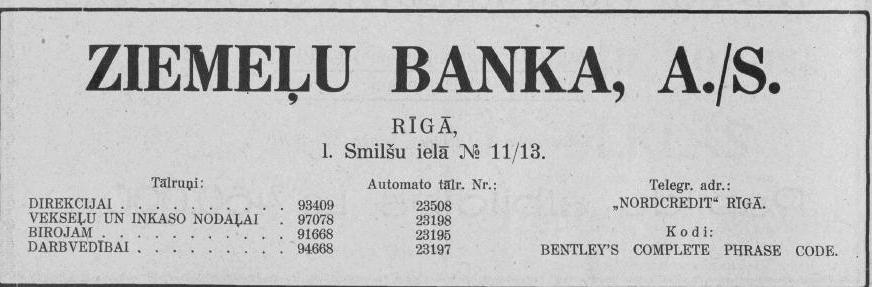 ZIEMEĻU BANKA, A./S.
RĪGĀ,
l. Smilšu ielā № 11/13.
Tālruņi: Automato tālr. Nr.: Telegr. adr.:
DIREKCIJAI . . . . . . . . . . . . 93409 23508 „NORDCREDIT“ RĪGĀ.
VEKSEĻU UN INKASO NODAĻAI . 97078 23198
BIROJAM . . . . . . . . . . . . . 91668 23195 Kodi:
DARBVEDĪBAI . . . . . . . . . . 94668 23197 BENTLEY'S COMPLETE PHRASE CODE.